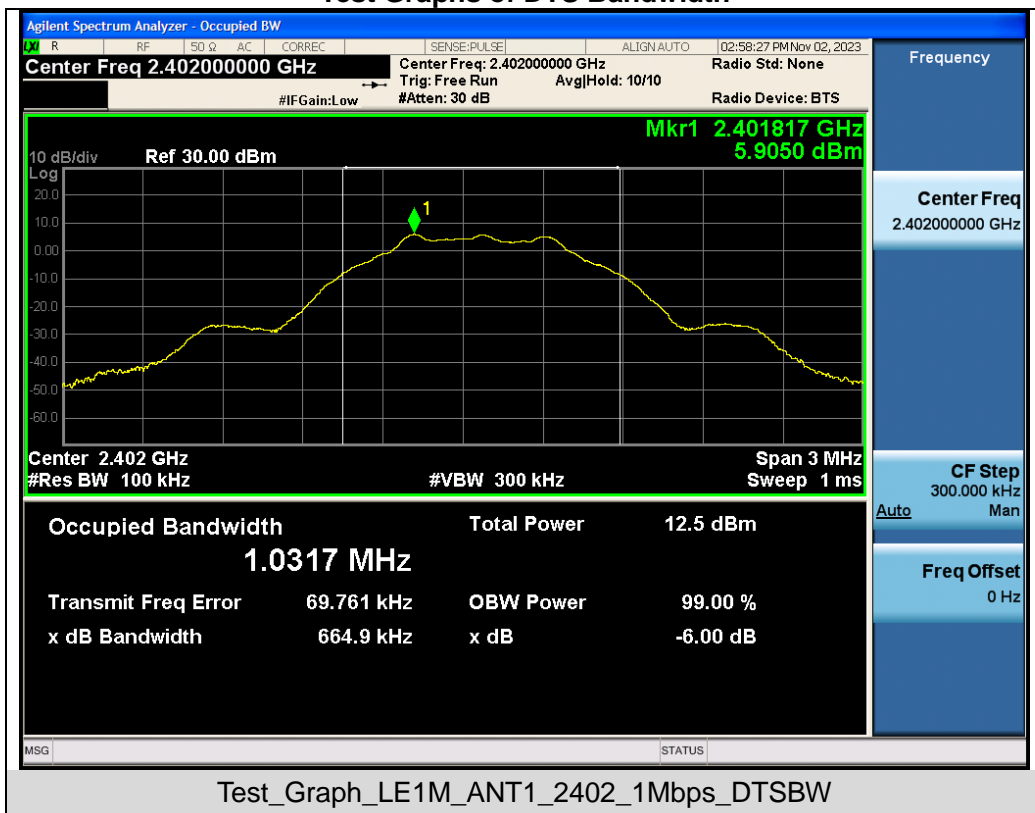 Agilent Spectrum Analyzer - Occupied BW
LXI R RF 50 Ω AC CORREC SENSE:PULSE ALIGN AUTO 02:58:27 PM Nov 02, 2023
Center Freq 2.402000000 GHz
Center Freq: 2.402000000 GHz
Radio Std: None
Trig: Free Run Avg|Hold: 10/10
#IFGain:Low #Atten: 30 dB
Radio Device: BTS
Frequency
Mkr1 2.401817 GHz
5.9050 dBm
10 dB/div Ref 30.00 dBm
Log
20.0
10.0
0.00
-10.0
-20.0
-30.0
-40.0
-50.0
-60.0
1
Center 2.402 GHz Span 3 MHz
#Res BW 100 kHz #VBW 300 kHz Sweep 1 ms
Center Freq
2.402000000 GHz
CF Step
300.000 kHz
Auto Man
Freq Offset
0 Hz
Occupied Bandwidth Total Power 12.5 dBm
1.0317 MHz
Transmit Freq Error 69.761 kHz OBW Power 99.00 %
x dB Bandwidth 664.9 kHz x dB -6.00 dB
MSG STATUS
Test_Graph_LE1M_ANT1_2402_1Mbps_DTSBW